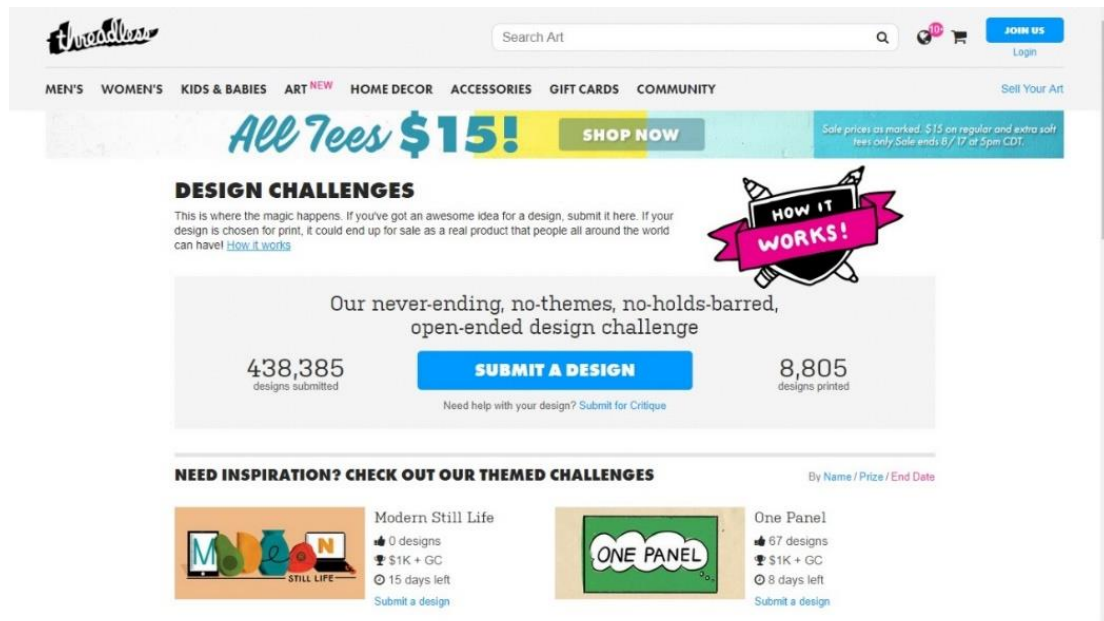 threadless
Search Art
10+
JOIN US
Login
MEN'S WOMEN'S KIDS & BABIES ART NEW HOME DECOR ACCESSORIES GIFT CARDS COMMUNITY
Sell Your Art
All Tees $15!
SHOP NOW
Sale prices as marked. $15 on regular and extra soft
tees only Sale ends 8/17 at 5pm CDT.
DESIGN CHALLENGES
This is where the magic happens. If you've got an awesome idea for a design, submit it here. If your
design is chosen for print, it could end up for sale as a real product that people all around the world
can have! How it works
HOW IT
WORKS!
Our never-ending, no-themes, no-holds-barred,
open-ended design challenge
438,385
designs submitted
SUBMIT A DESIGN
8,805
designs printed
Need help with your design? Submit for Critique
NEED INSPIRATION? CHECK OUT OUR THEMED CHALLENGES
By Name / Prize / End Date
MODERN
STILL LIFE
Modern Still Life
0 designs
$1K + GC
15 days left
Submit a design
ONE PANEL
One Panel
67 designs
$1K + GC
8 days left
Submit a design